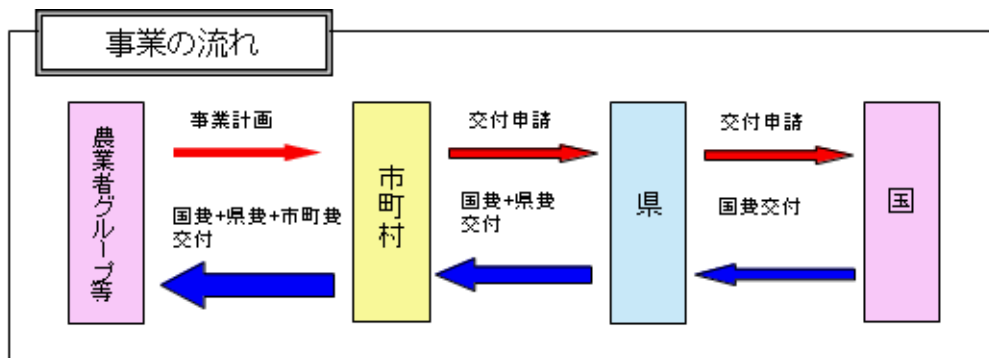 事業の流れ
農業者グループ等
事業計画
国費+県費+市町費
交付
市町村
交付申請
国費+県費
交付
県
交付申請
国費交付
国